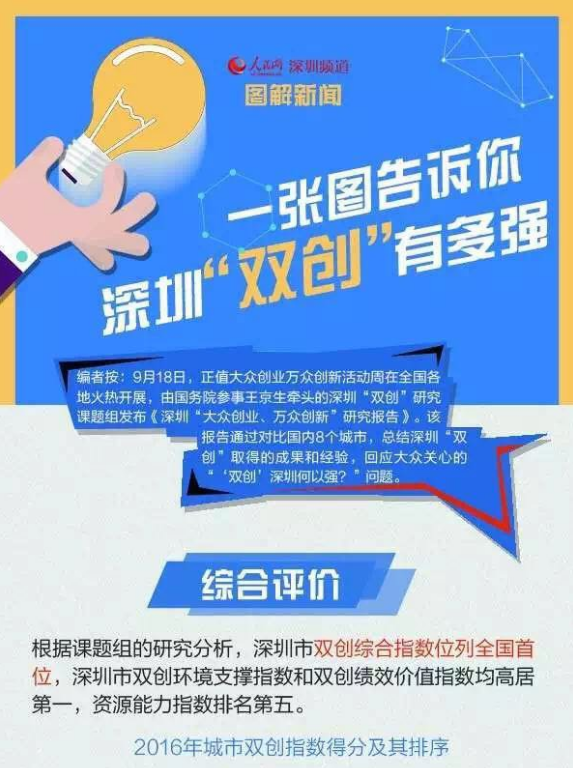 人民网 深圳频道
图解新闻
一张图告诉你
深圳“双创”有多强
编者按：9月18日，正值大众创业万众创新活动周在全国各
地火热开展，由国务院参事王京生牵头的深圳“双创”研究
课题组发布《深圳“大众创业、万众创新”研究报告》。该
报告通过对比国内8个城市，总结深圳“双
创”取得的成果和经验，回应大众关心的
“‘双创’深圳何以强？”问题。
综合评价
根据课题组的研究分析，深圳市双创综合指数位列全国首
位，深圳市双创环境支撑指数和双创绩效价值指数均高居
第一，资源能力指数排名第五。
2016年城市双创指数得分及其排序